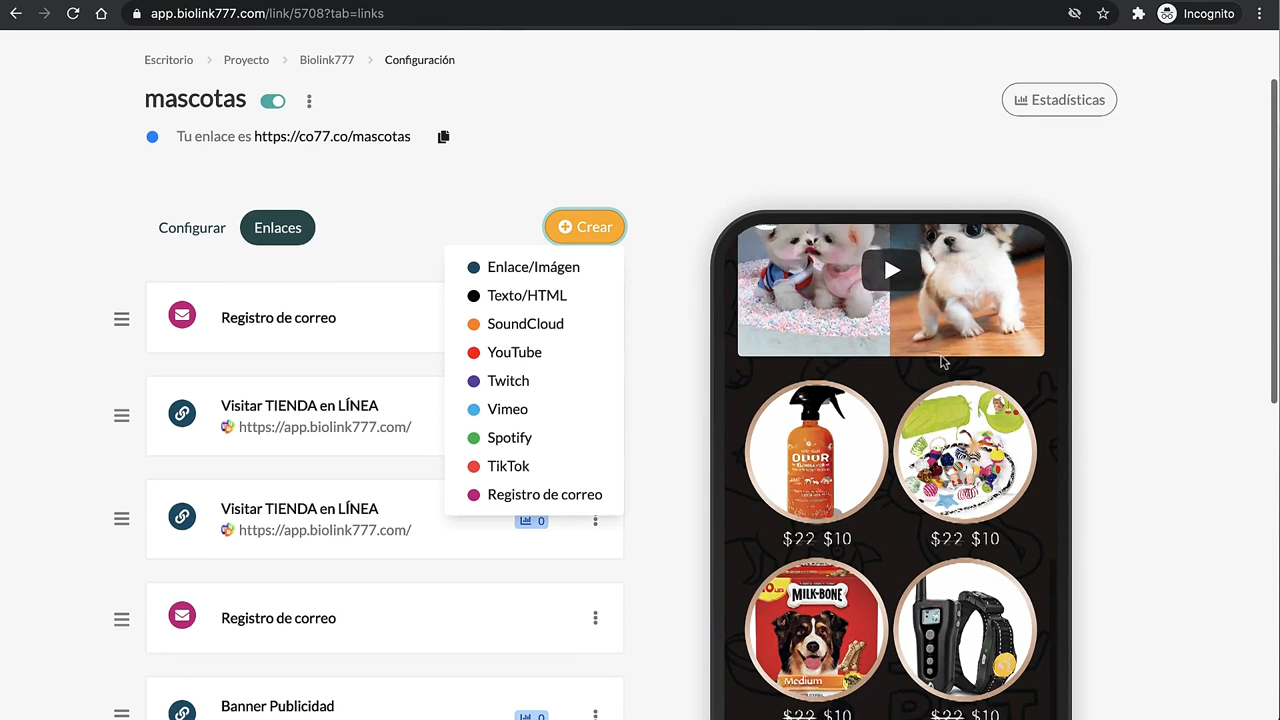 app.biolink777.com/link/5708?tab=links
Incognito
Escritorio > Proyecto > Biolink777 > Configuración
mascotas
Estadísticas
Tu enlace es https://co77.co/mascotas
Configurar
Enlaces
Crear
Enlace/Imágen
Texto/HTML
SoundCloud
YouTube
Twitch
Vimeo
Spotify
TikTok
Registro de correo
Registro de correo
Visitar TIENDA en LÍNEA
https://app.biolink777.com/
Visitar TIENDA en LÍNEA
https://app.biolink777.com/
0
Registro de correo
Banner Publicidad
0
ODOR
$22 $10
$22 $10
MILK-BONE
Medium
$22 $10
$22 $10